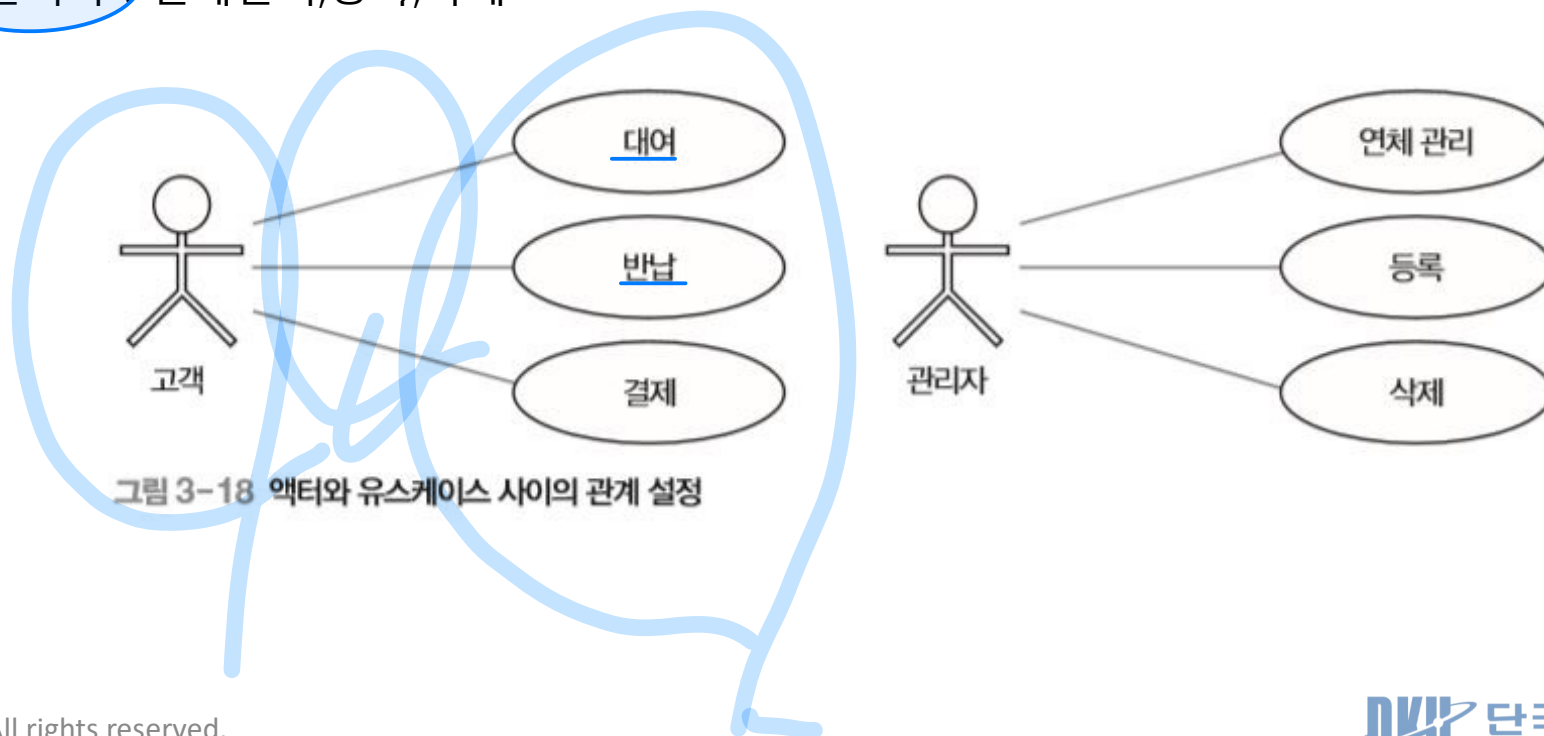 대여
반납
결제
고객
연체 관리
등록
삭제
관리자
그림 3-18 액터와 유스케이스 사이의 관계 설정
All rights reserved.